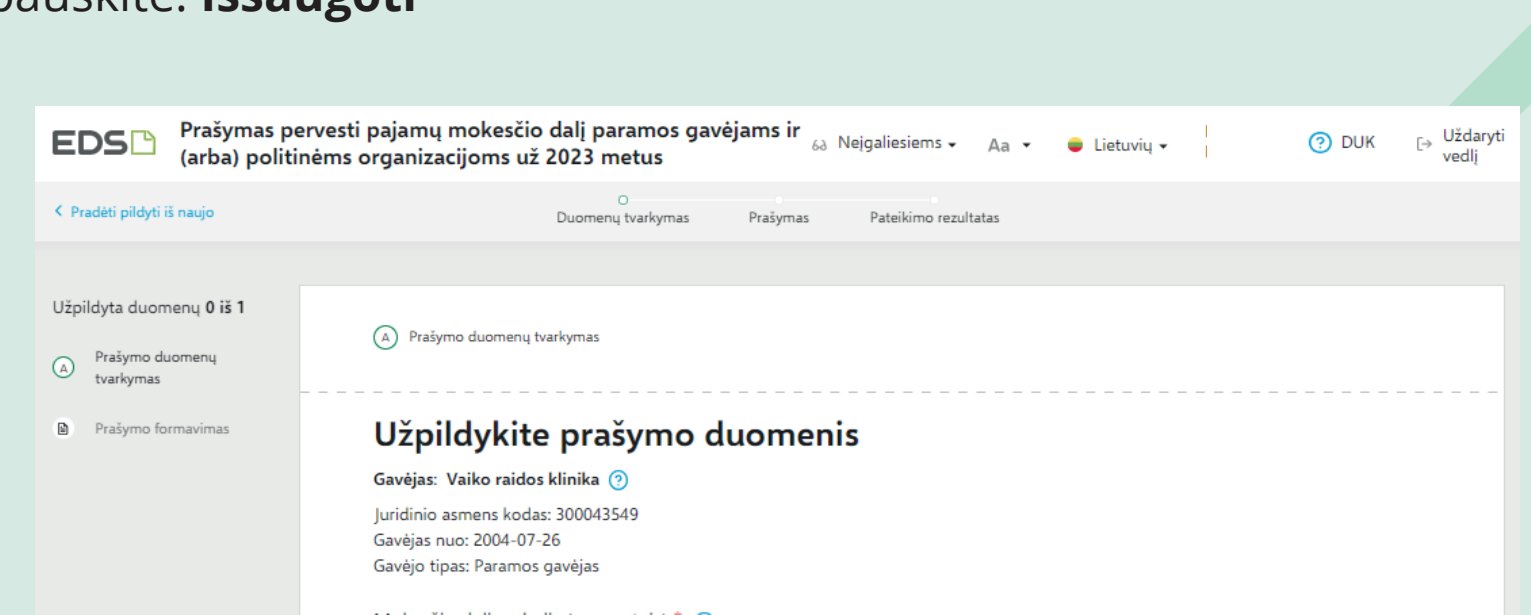 pauskite: Išsaugoti
EDS
Prašymas pervesti pajamų mokesčio dalį paramos gavėjams ir
(arba) politinėms organizacijoms už 2023 metus
Neįgaliesiems
Aa
Lietuvių
DUK
Uždaryti
vedlį
Pradėti pildyti iš naujo
Duomenų tvarkymas
Prašymas
Pateikimo rezultatas
Užpildyta duomenų 0 iš 1
A
Prašymo duomenų
tvarkymas
Prašymo formavimas
A Prašymo duomenų tvarkymas
Užpildykite prašymo duomenis
Gavėjas: Vaiko raidos klinika ?
Juridinio asmens kodas: 300043549
Gavėjas nuo: 2004-07-26
Gavėjo tipas: Paramos gavėjas